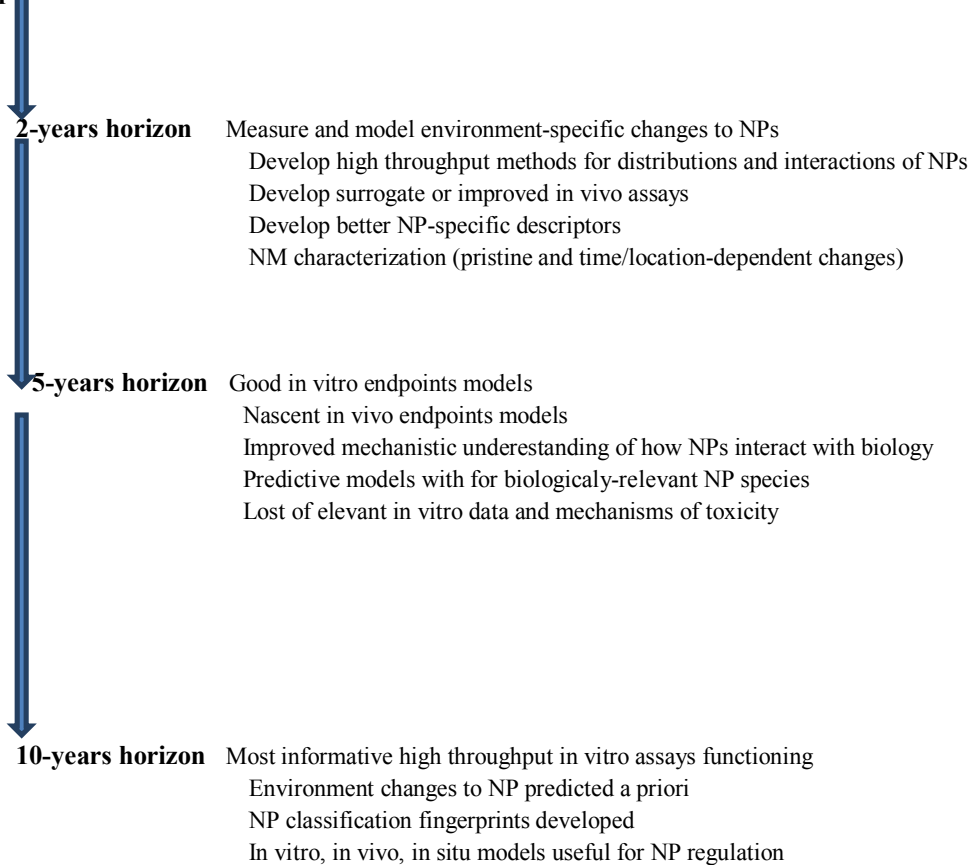 2-years horizon Measure and model environment-specific changes to NPs
Develop high throughput methods for distributions and interactions of NPs
Develop surrogate or improved in vivo assays
Develop better NP-specific descriptors
NM characterization (pristine and time/location-dependent changes)
5-years horizon Good in vitro endpoints models
Nascent in vivo endpoints models
Improved mechanistic underestanding of how NPs interact with biology
Predictive models with for biologicaly-relevant NP species
Lost of elevant in vitro data and mechanisms of toxicity
10-years horizon Most informative high throughput in vitro assays functioning
Environment changes to NP predicted a priori
NP classification fingerprints developed
In vitro, in vivo, in situ models useful for NP regulation